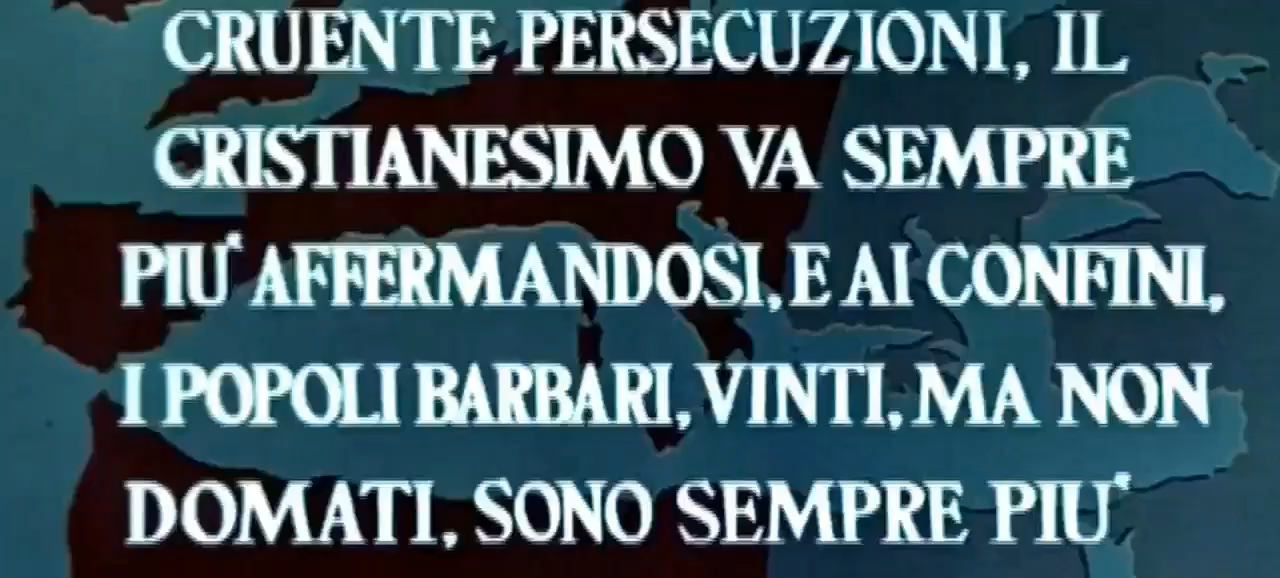 CRUENTE PERSECUZIONI, IL
CRISTIANESIMO VA SEMPRE
PIU' AFFERMANDOSI, E AI CONFINI,
I POPOLI BARBARI, VINTI, MA NON
DOMATI, SONO SEMPRE PIU'